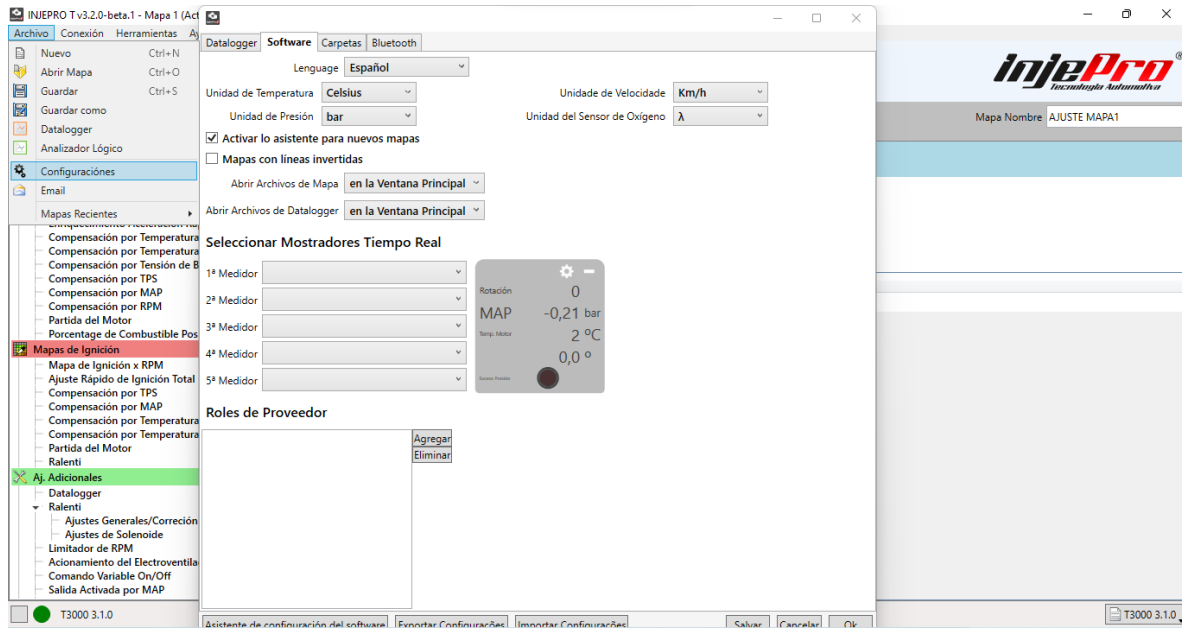 INJEPRO T v3.2.0-beta.1 - Mapa 1 (Act
Archivo Conexión Herramientas Ay
Nuevo Ctrl+N
Abrir Mapa Ctrl+O
Guardar Ctrl+S
Guardar como
Datalogger
Analizador Lógico
Configuraciónes
Email
Mapas Recientes
Compensación por Temperatura
Compensación por Temperatura
Compensación por Tensión de B
Compensación por TPS
Compensación por MAP
Compensación por RPM
Partida del Motor
Porcentage de Combustible Pos
Mapas de Ignición
Mapa de Ignición x RPM
Ajuste Rápido de Ignición Total
Compensación por TPS
Compensación por MAP
Compensación por Temperatura
Compensación por Temperatura
Partida del Motor
Ralenti
Aj. Adicionales
Datalogger
Ralenti
Ajustes Generales/Correción
Ajustes de Solenoide
Limitador de RPM
Acionamento del Electroventila
Comando Variable On/Off
Salida Activada por MAP
T3000 3.1.0
Datalogger Software Carpetas Bluetooth
Lenguage Español
Unidad de Temperatura Celsius Unidade de Velocidade Km/h
Unidad de Presión bar Unidad del Sensor de Oxígeno λ
Activar lo asistente para nuevos mapas
Mapas con líneas invertidas
Abrir Archivos de Mapa en la Ventana Principal
Abrir Archivos de Datalogger en la Ventana Principal
Seleccionar Mostradores Tiempo Real
1ª Medidor
2ª Medidor
3ª Medidor
4ª Medidor
5ª Medidor
Rotación 0
MAP -0,21 bar
Temp. Motor 2 ºC
0,0 º
Roles de Proveedor
Agregar
Eliminar
Asistente de configuración del software Exportar Configurações Importar Configurações Salvar Cancelar Ok
injePro®
Tecnologia Automotiva
Mapa Nombre AJUSTE MAPA1
T3000 3.1.0